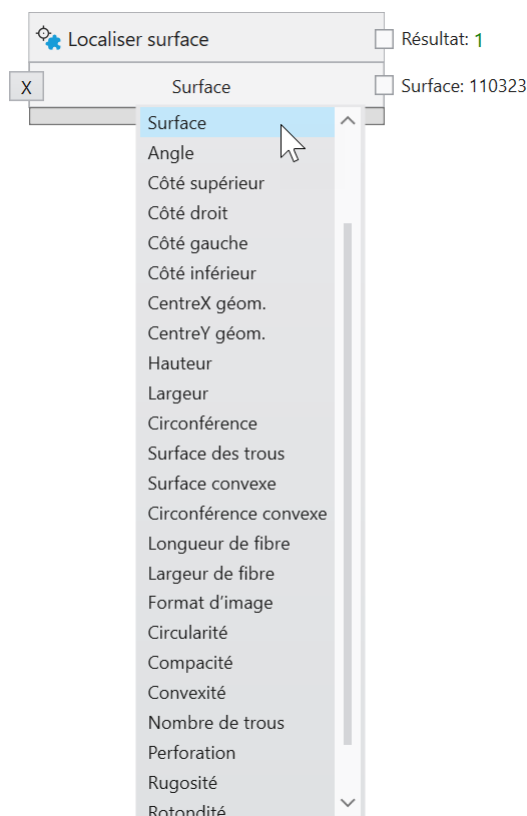 Localiser surface
Résultat: 1
X
Surface
Surface: 110323
Surface
Angle
Côté supérieur
Côté droit
Côté gauche
Côté inférieur
CentreX géom.
CentreY géom.
Hauteur
Largeur
Circonférence
Surface des trous
Surface convexe
Circonférence convexe
Longueur de fibre
Largeur de fibre
Format d’image
Circularité
Compacité
Convexité
Nombre de trous
Perforation
Rugosité
Rotondité